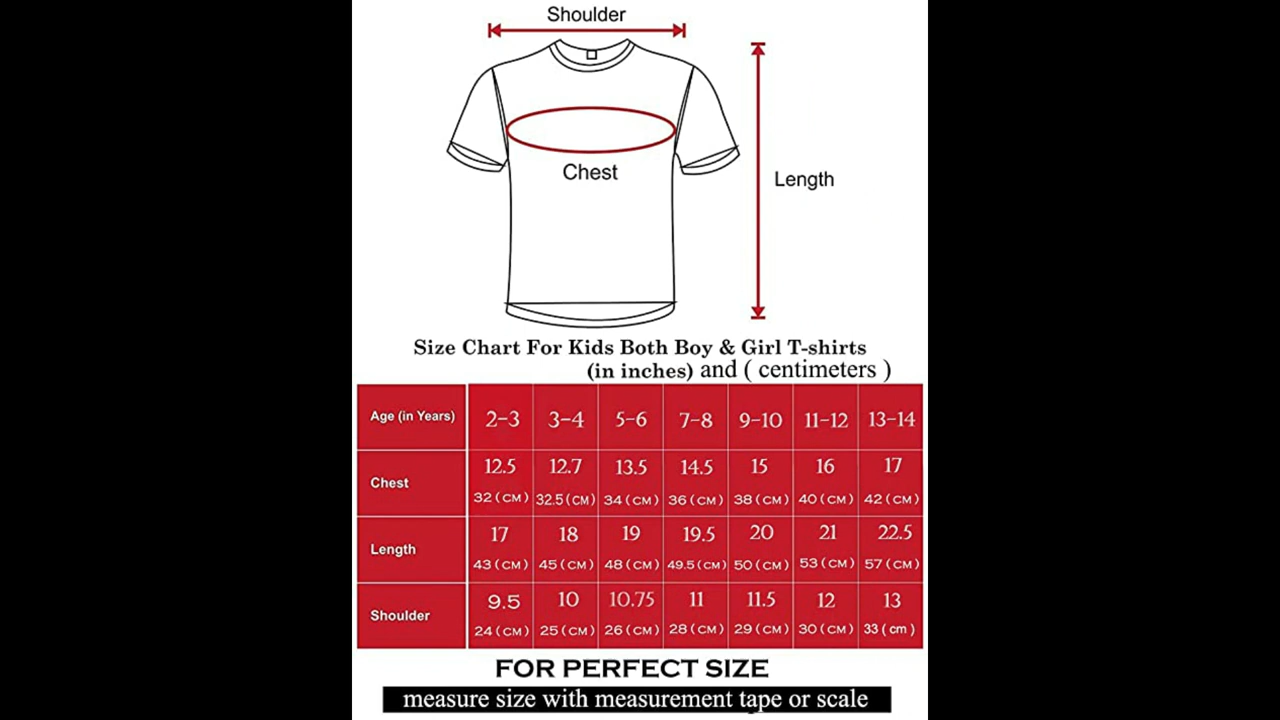 Shoulder
Chest
Length
Size Chart For Kids Both Boy & Girl T-shirts
(in inches) and ( centimeters )
Age (in Years) 2-3 3-4 5-6 7-8 9-10 11-12 13-14
Chest 12.5 12.7 13.5 14.5 15 16 17
32 (CM) 32.5 (CM) 34 (CM) 36 (CM) 38 (CM) 40 (CM) 42 (CM)
Length 17 18 19 19.5 20 21 22.5
43 (CM) 45 (CM) 48 (CM) 49.5 (CM) 50 (CM) 53 (CM) 57 (CM)
Shoulder 9.5 10 10.75 11 11.5 12 13
24 (CM) 25 (CM) 26 (CM) 28 (CM) 29 (CM) 30 (CM) 33 ( cm )
FOR PERFECT SIZE
measure size with measurement tape or scale